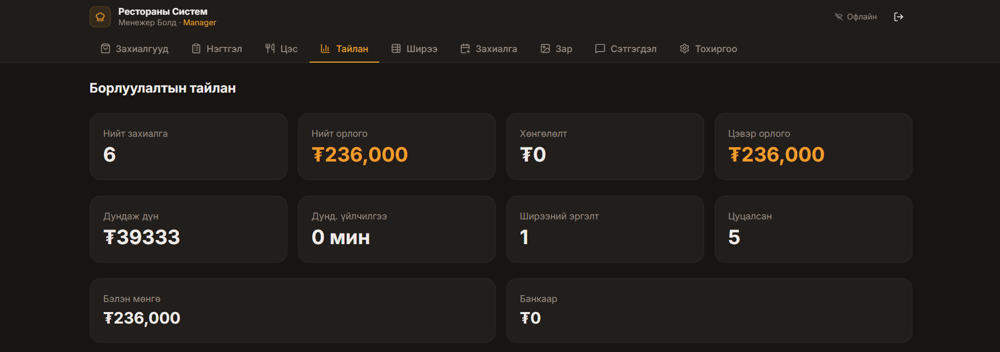 Рестораны Систем
Менежер Болд · Manager
Офлайн
Захиалгууд
Нэгтгэл
Цэс
Тайлан
Ширээ
Захиалга
Зар
Сэтгэгдэл
Тохиргоо
Борлуулалтын тайлан
Нийт захиалга
6
Нийт орлого
₮236,000
Хөнгөлөлт
₮0
Цэвэр орлого
₮236,000
Дундаж дүн
₮39333
Дунд. үйлчилгээ
0 мин
Ширээний эргэлт
1
Цуцалсан
5
Бэлэн мөнгө
₮236,000
Банкаар
₮0